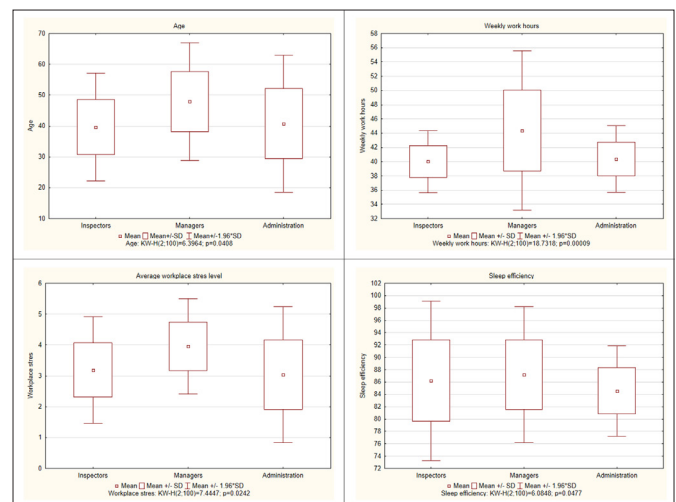 Age
70
60
50
40
30
20
10
Age
Inspectors Managers Administration
Mean Mean+/-SD Mean+/-1.96*SD
Age: KW-H(2;100)=6.3964; p=0.0408
Weekly work hours
58
56
54
52
50
48
46
44
42
40
38
36
34
32
Weekly work hours
Inspectors Managers Administration
Mean Mean +/- SD Mean +/- 1.96*SD
Weekly work hours: KW-H(2;100)=18.7318; p=0.00009
Average workplace stres level
6
5
4
3
2
1
0
Workplace stres
Inspectors Managers Administration
Mean Mean +/- SD Mean +/- 1.96*SD
Workplace stres: KW-H(2;100)=7.4447; p=0.0242
Sleep efficiency
102
100
98
96
94
92
90
88
86
84
82
80
78
76
74
72
Sleep efficiency
Inspectors Managers Administration
Mean Mean +/- SD Mean +/- 1.96*SD
Sleep efficiency: KW-H(2;100)=6.0848; p=0.0477